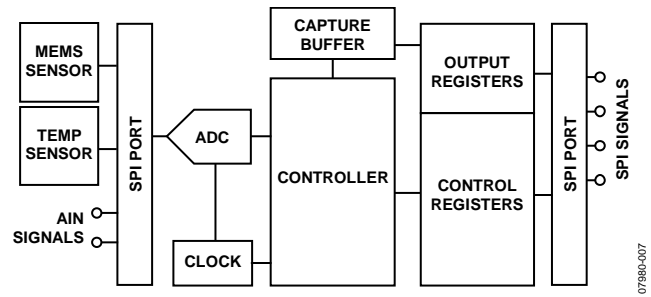 MEMS
SENSOR
TEMP
SENSOR
AIN
SIGNALS
SPI PORT
ADC
CLOCK
CAPTURE
BUFFER
CONTROLLER
OUTPUT
REGISTERS
CONTROL
REGISTERS
SPI PORT
SPI SIGNALS
07980-007